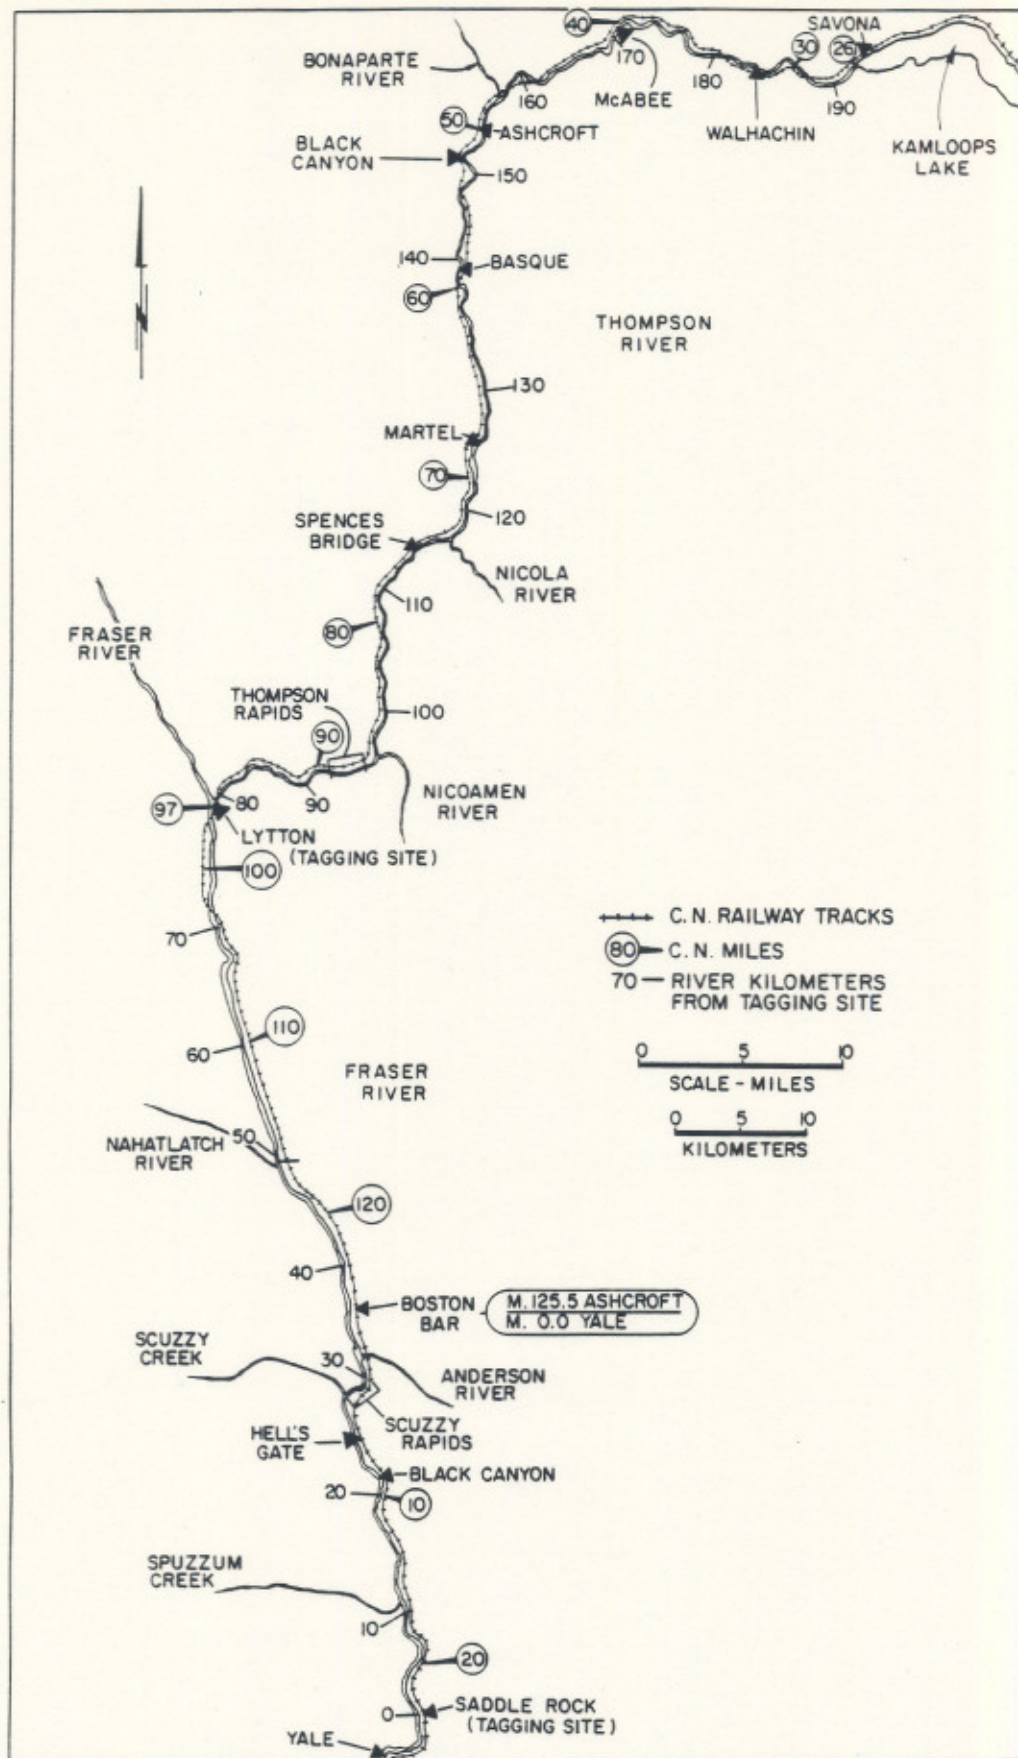 SAVONA
40
30
26
BONAPARTE
RIVER
170
180
160
McABEE
190
50
ASHCROFT
WALHACHIN
KAMLOOPS
LAKE
BLACK
CANYON
150
140
BASQUE
60
THOMPSON
RIVER
130
MARTEL
70
120
SPENCES
BRIDGE
NICOLA
RIVER
110
80
FRASER
RIVER
THOMPSON
RAPIDS
100
90
NICOAMEN
RIVER
97
80
90
LYTTON
(TAGGING SITE)
100
C.N. RAILWAY TRACKS
70
80 C.N. MILES
70 — RIVER KILOMETERS
FROM TAGGING SITE
110
60
0 5 10
SCALE - MILES
FRASER
RIVER
0 5 10
KILOMETERS
50
NAHATLATCH
RIVER
120
40
BOSTON
BAR
M. 125.5 ASHCROFT
M. 0.0 YALE
SCUZZY
CREEK
30
ANDERSON
RIVER
SCUZZY
RAPIDS
HELL'S
GATE
BLACK CANYON
20
10
SPUZZUM
CREEK
10
20
0
SADDLE ROCK
(TAGGING SITE)
YALE